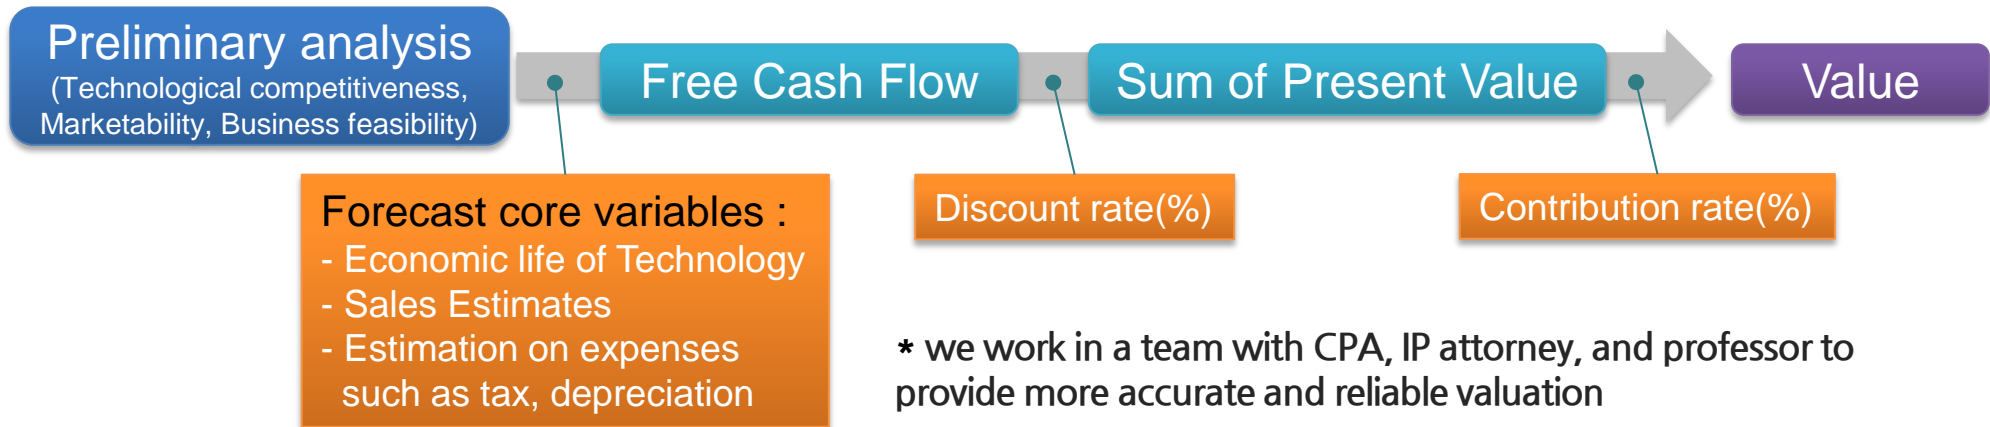 Preliminary analysis
(Technological competitiveness,
Marketability, Business feasibility)
Free Cash Flow
Sum of Present Value
Value
Forecast core variables :
- Economic life of Technology
- Sales Estimates
- Estimation on expenses
such as tax, depreciation
Discount rate(%)
Contribution rate(%)
* we work in a team with CPA, IP attorney, and professor to
provide more accurate and reliable valuation